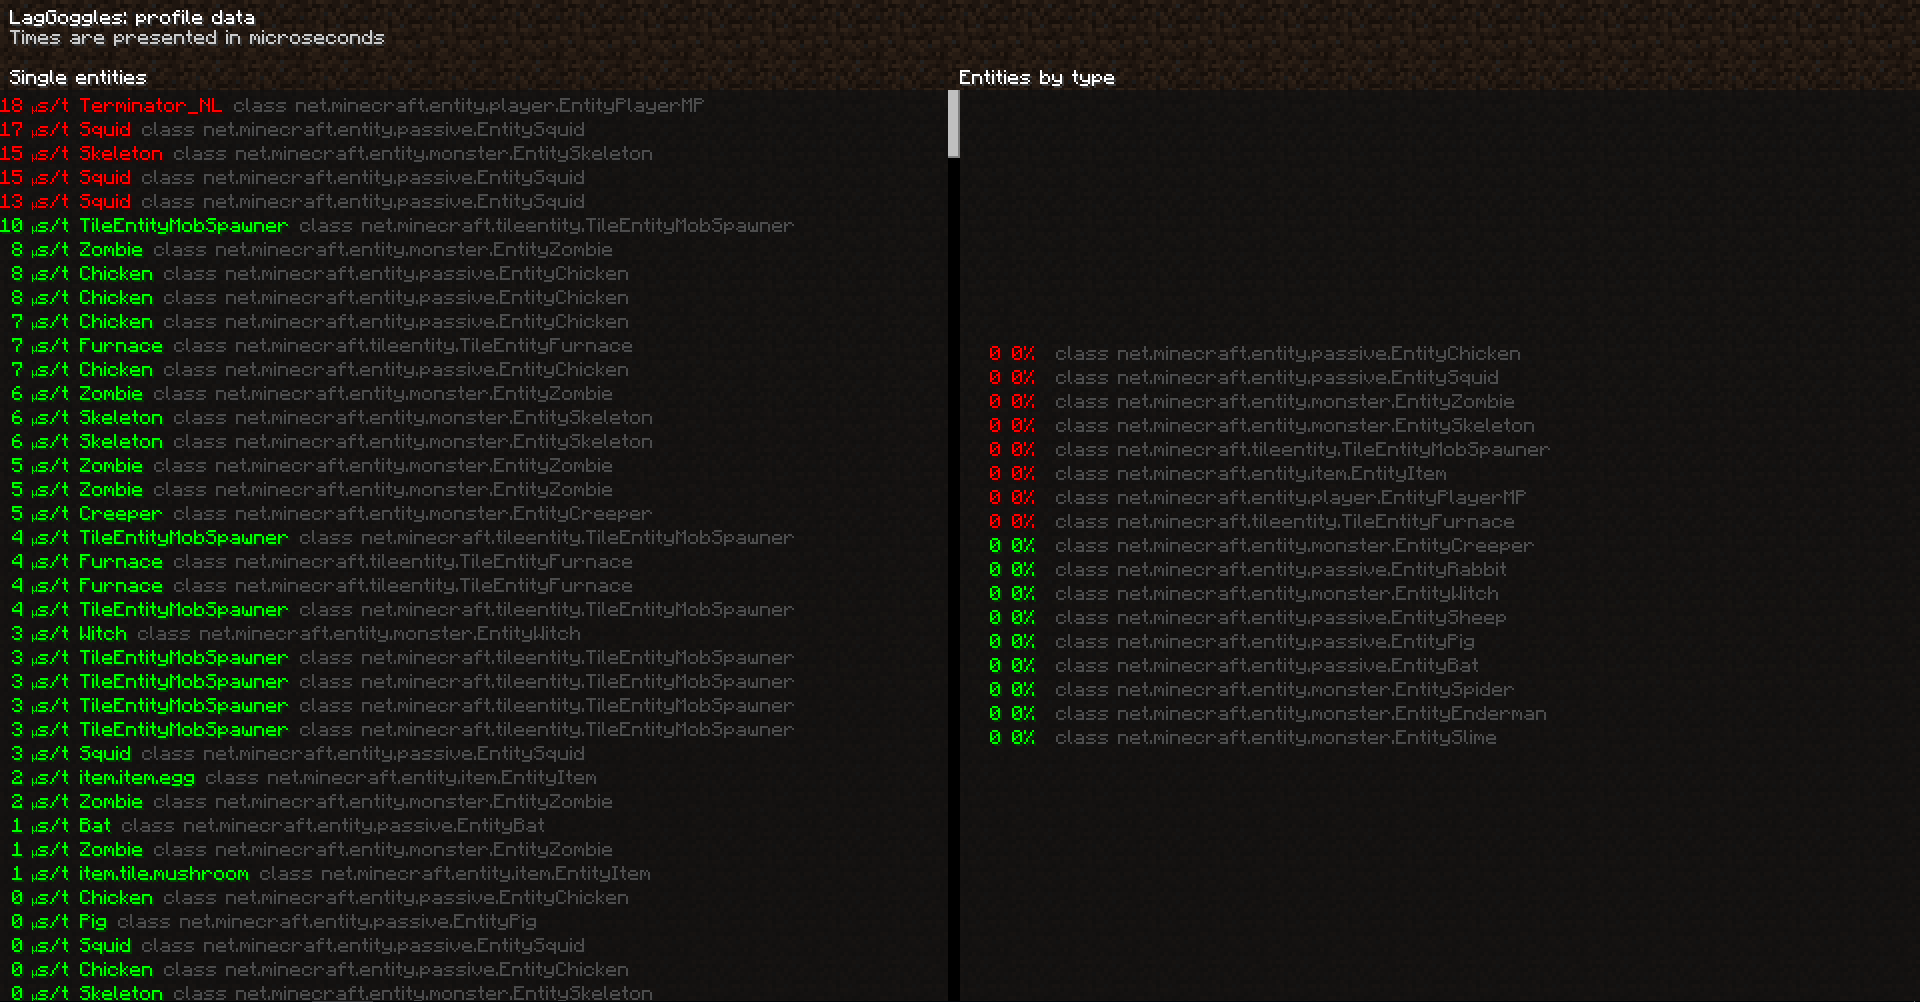 LagGoggles: profile data
Times are presented in microseconds
Single entities
18 µs/t Terminator_NL class net.minecraft.entity.player.EntityPlayerMP
17 µs/t Squid class net.minecraft.entity.passive.EntitySquid
15 µs/t Skeleton class net.minecraft.entity.monster.EntitySkeleton
15 µs/t Squid class net.minecraft.entity.passive.EntitySquid
13 µs/t Squid class net.minecraft.entity.passive.EntitySquid
10 µs/t TileEntityMobSpawner class net.minecraft.tileentity.TileEntityMobSpawner
8 µs/t Zombie class net.minecraft.entity.monster.EntityZombie
8 µs/t Chicken class net.minecraft.entity.passive.EntityChicken
8 µs/t Chicken class net.minecraft.entity.passive.EntityChicken
7 µs/t Chicken class net.minecraft.entity.passive.EntityChicken
7 µs/t Furnace class net.minecraft.tileentity.TileEntityFurnace
7 µs/t Chicken class net.minecraft.entity.passive.EntityChicken
6 µs/t Zombie class net.minecraft.entity.monster.EntityZombie
6 µs/t Skeleton class net.minecraft.entity.monster.EntitySkeleton
6 µs/t Skeleton class net.minecraft.entity.monster.EntitySkeleton
5 µs/t Zombie class net.minecraft.entity.monster.EntityZombie
5 µs/t Zombie class net.minecraft.entity.monster.EntityZombie
5 µs/t Creeper class net.minecraft.entity.monster.EntityCreeper
4 µs/t TileEntityMobSpawner class net.minecraft.tileentity.TileEntityMobSpawner
4 µs/t Furnace class net.minecraft.tileentity.TileEntityFurnace
4 µs/t Furnace class net.minecraft.tileentity.TileEntityFurnace
4 µs/t TileEntityMobSpawner class net.minecraft.tileentity.TileEntityMobSpawner
3 µs/t Witch class net.minecraft.entity.monster.EntityWitch
3 µs/t TileEntityMobSpawner class net.minecraft.tileentity.TileEntityMobSpawner
3 µs/t TileEntityMobSpawner class net.minecraft.tileentity.TileEntityMobSpawner
3 µs/t TileEntityMobSpawner class net.minecraft.tileentity.TileEntityMobSpawner
3 µs/t TileEntityMobSpawner class net.minecraft.tileentity.TileEntityMobSpawner
3 µs/t Squid class net.minecraft.entity.passive.EntitySquid
2 µs/t item.item.egg class net.minecraft.entity.item.EntityItem
2 µs/t Zombie class net.minecraft.entity.monster.EntityZombie
1 µs/t Bat class net.minecraft.entity.passive.EntityBat
1 µs/t Zombie class net.minecraft.entity.monster.EntityZombie
1 µs/t item.tile.mushroom class net.minecraft.entity.item.EntityItem
0 µs/t Chicken class net.minecraft.entity.passive.EntityChicken
0 µs/t Pig class net.minecraft.entity.passive.EntityPig
0 µs/t Squid class net.minecraft.entity.passive.EntitySquid
0 µs/t Chicken class net.minecraft.entity.passive.EntityChicken
0 µs/t Skeleton class net.minecraft.entity.monster.EntitySkeleton
Entities by type
0 0% class net.minecraft.entity.passive.EntityChicken
0 0% class net.minecraft.entity.passive.EntitySquid
0 0% class net.minecraft.entity.monster.EntityZombie
0 0% class net.minecraft.entity.monster.EntitySkeleton
0 0% class net.minecraft.tileentity.TileEntityMobSpawner
0 0% class net.minecraft.entity.item.EntityItem
0 0% class net.minecraft.entity.player.EntityPlayerMP
0 0% class net.minecraft.tileentity.TileEntityFurnace
0 0% class net.minecraft.entity.monster.EntityCreeper
0 0% class net.minecraft.entity.passive.EntityRabbit
0 0% class net.minecraft.entity.monster.EntityWitch
0 0% class net.minecraft.entity.passive.EntitySheep
0 0% class net.minecraft.entity.passive.EntityPig
0 0% class net.minecraft.entity.passive.EntityBat
0 0% class net.minecraft.entity.monster.EntitySpider
0 0% class net.minecraft.entity.monster.EntityEnderman
0 0% class net.minecraft.entity.monster.EntitySlime